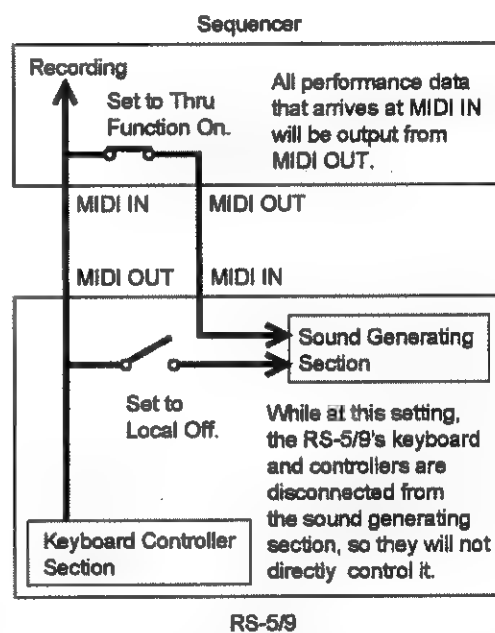 Sequencer
Recording
Set to Thru
Function On.
All performance data
that arrives at MIDI IN
will be output from
MIDI OUT.
MIDI IN
MIDI OUT
MIDI OUT
MIDI IN
Sound Generating
Section
Set to
Local Off.
While at this setting,
the RS-5/9's keyboard
and controllers are
disconnected from
the sound generating
section, so they will not
directly control it.
Keyboard Controller
Section
RS-5/9